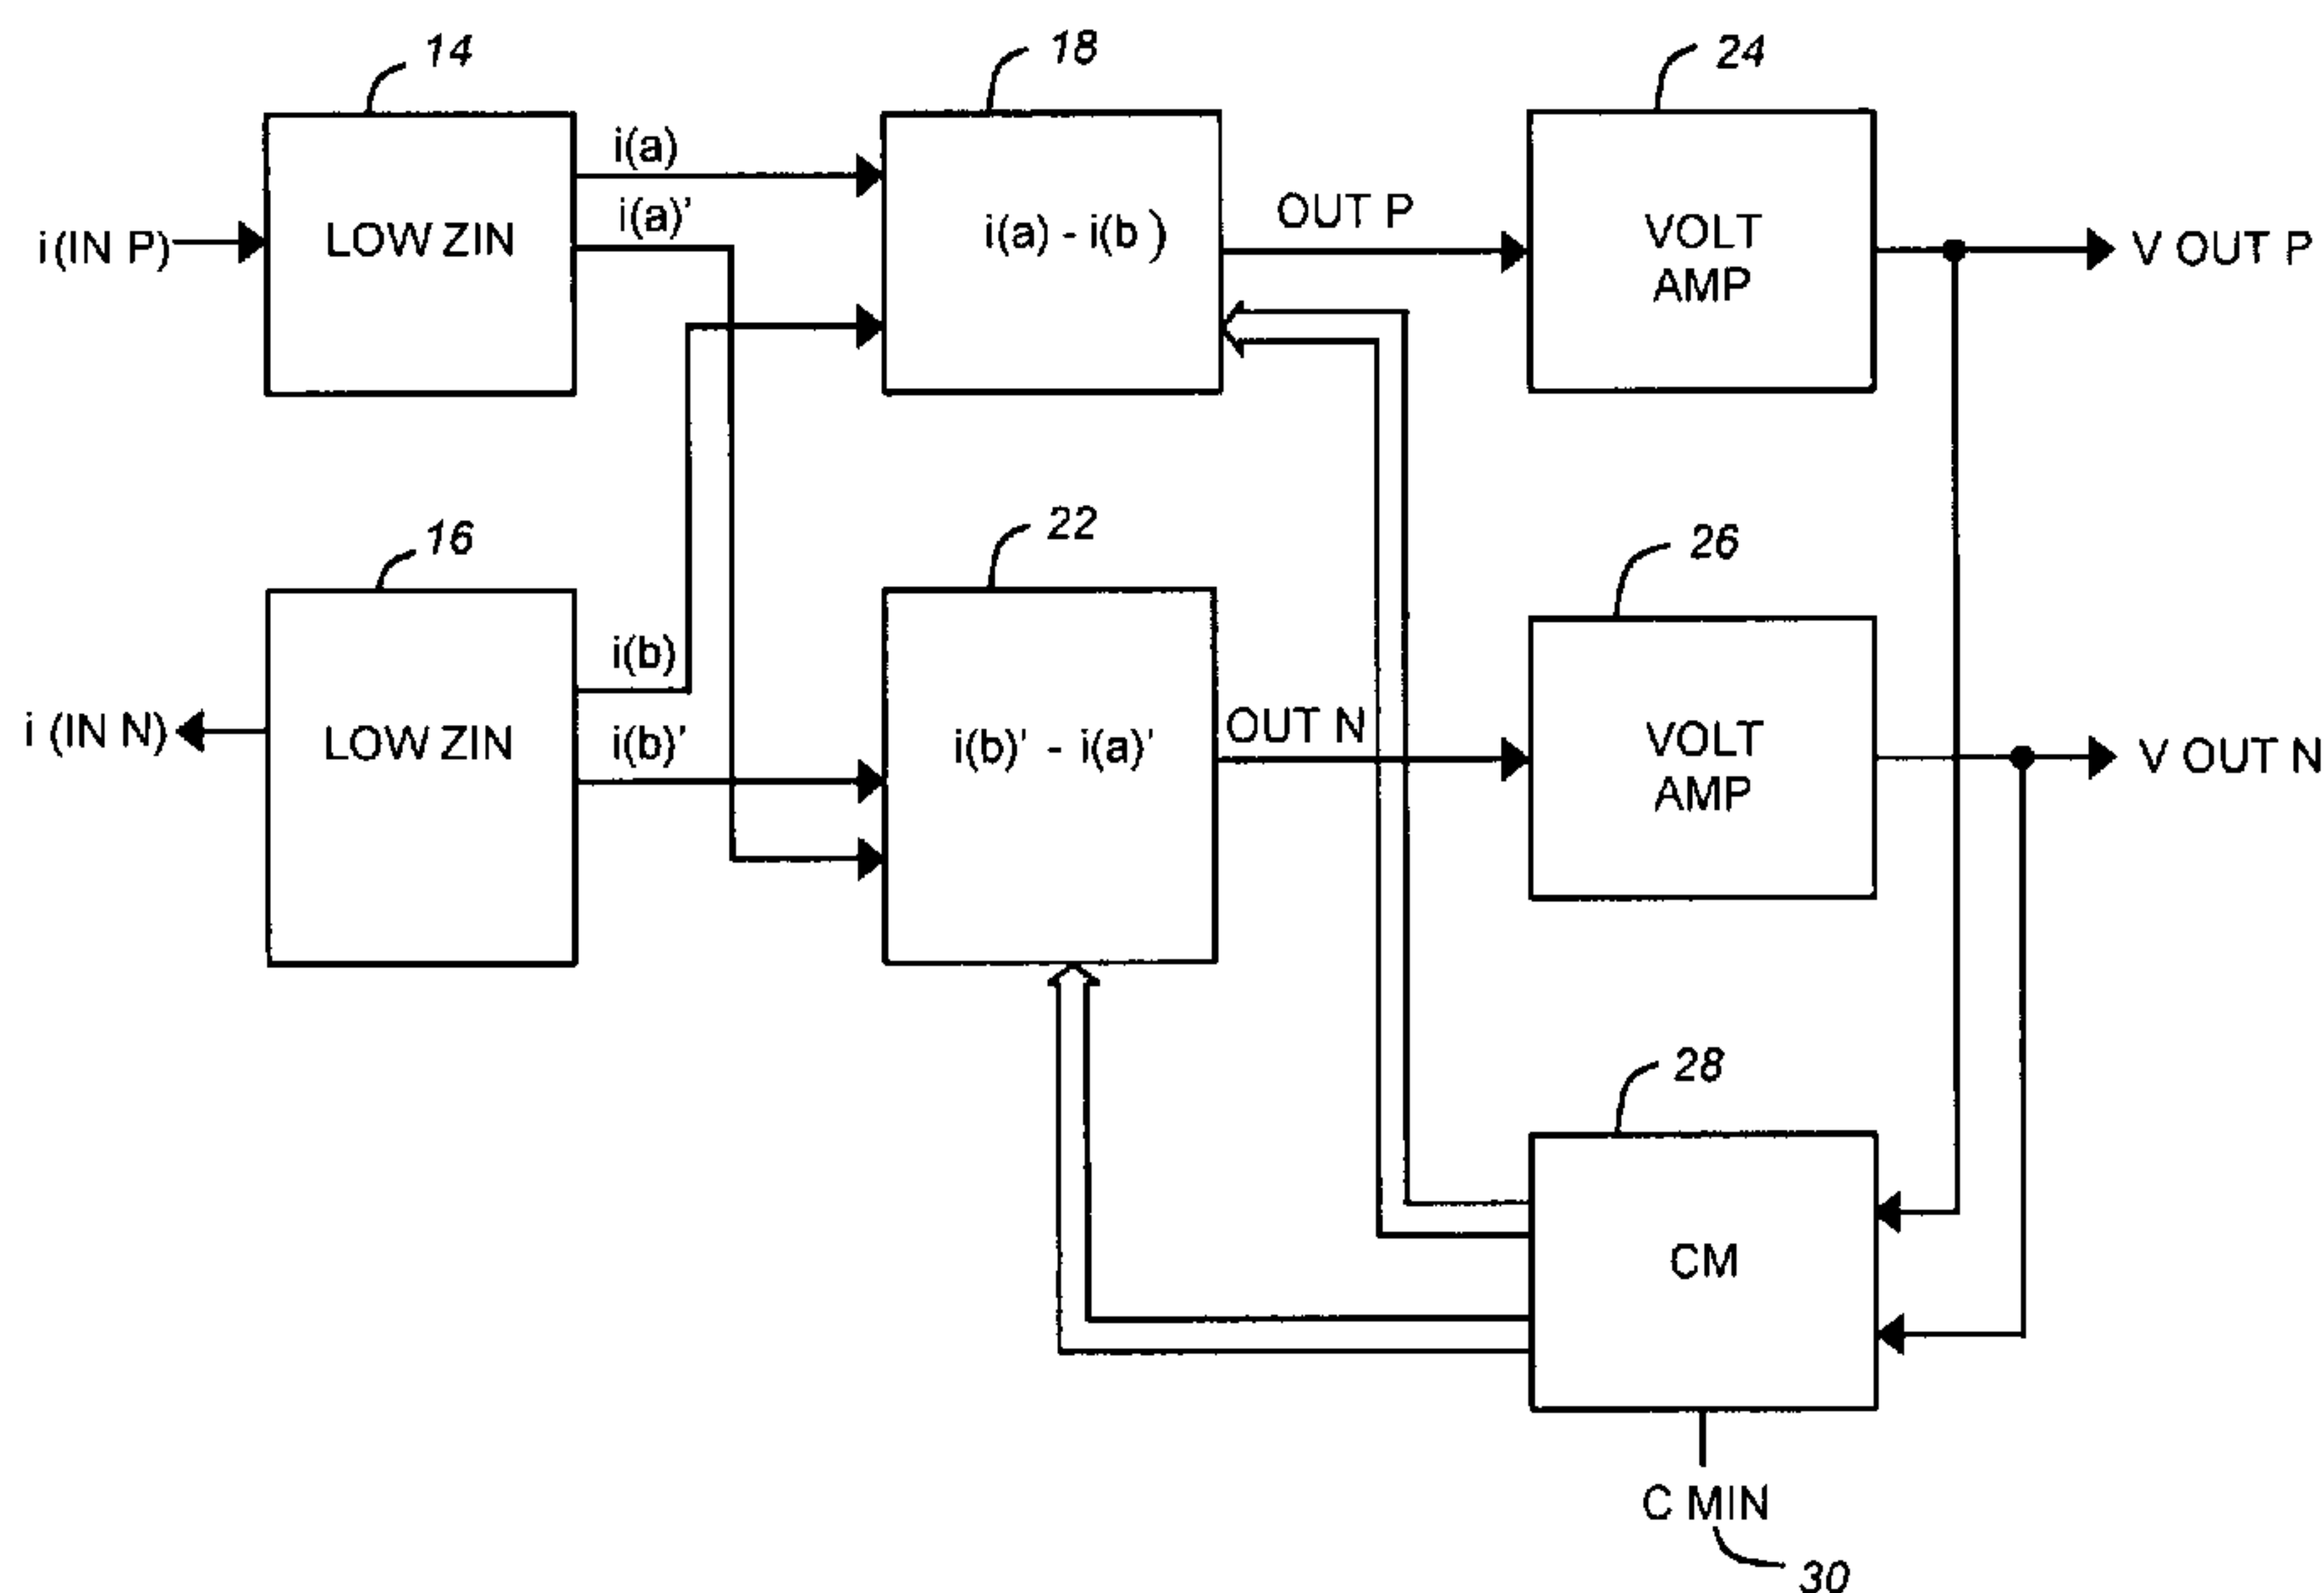 14
18
24
i(a)
i(a)'
i(IN P)
LOW ZIN
i(a) - i(b)
OUT P
VOLT
AMP
V OUT P
16
22
26
i(b)
i(b)'
i (IN N)
LOW ZIN
i(b)' - i(a)'
OUT N
VOLT
AMP
V OUT N
28
CM
C MIN
30